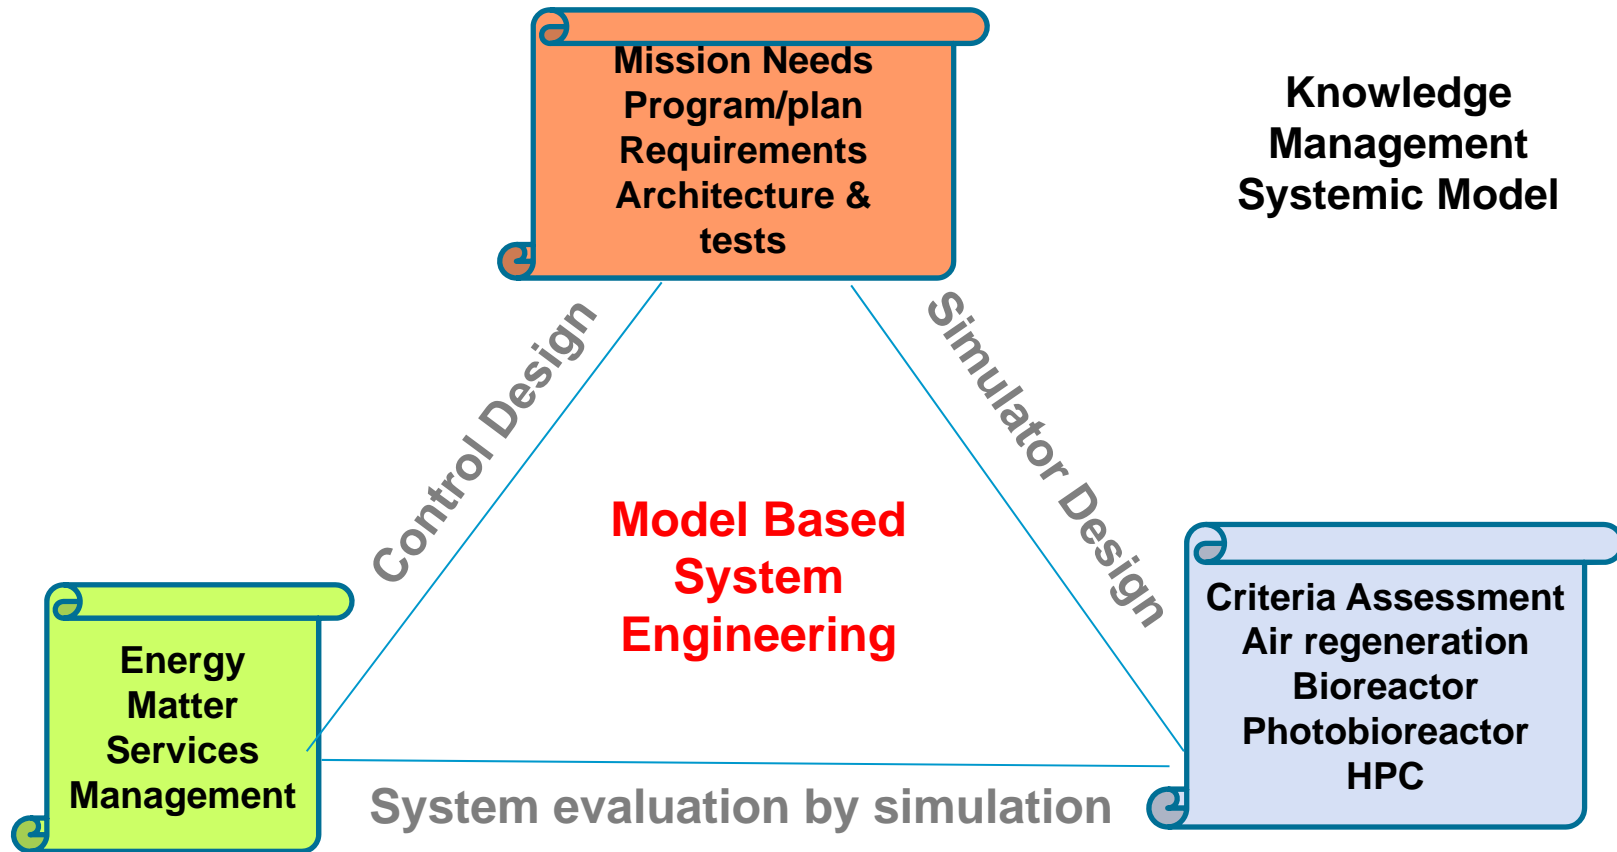 Mission Needs
Program/plan
Requirements
Architecture &
tests
Knowledge
Management
Systemic Model
Control Design
Simulator Design
Model Based
System
Engineering
Energy
Matter
Services
Management
Criteria Assessment
Air regeneration
Bioreactor
Photobioreactor
HPC
System evaluation by simulation